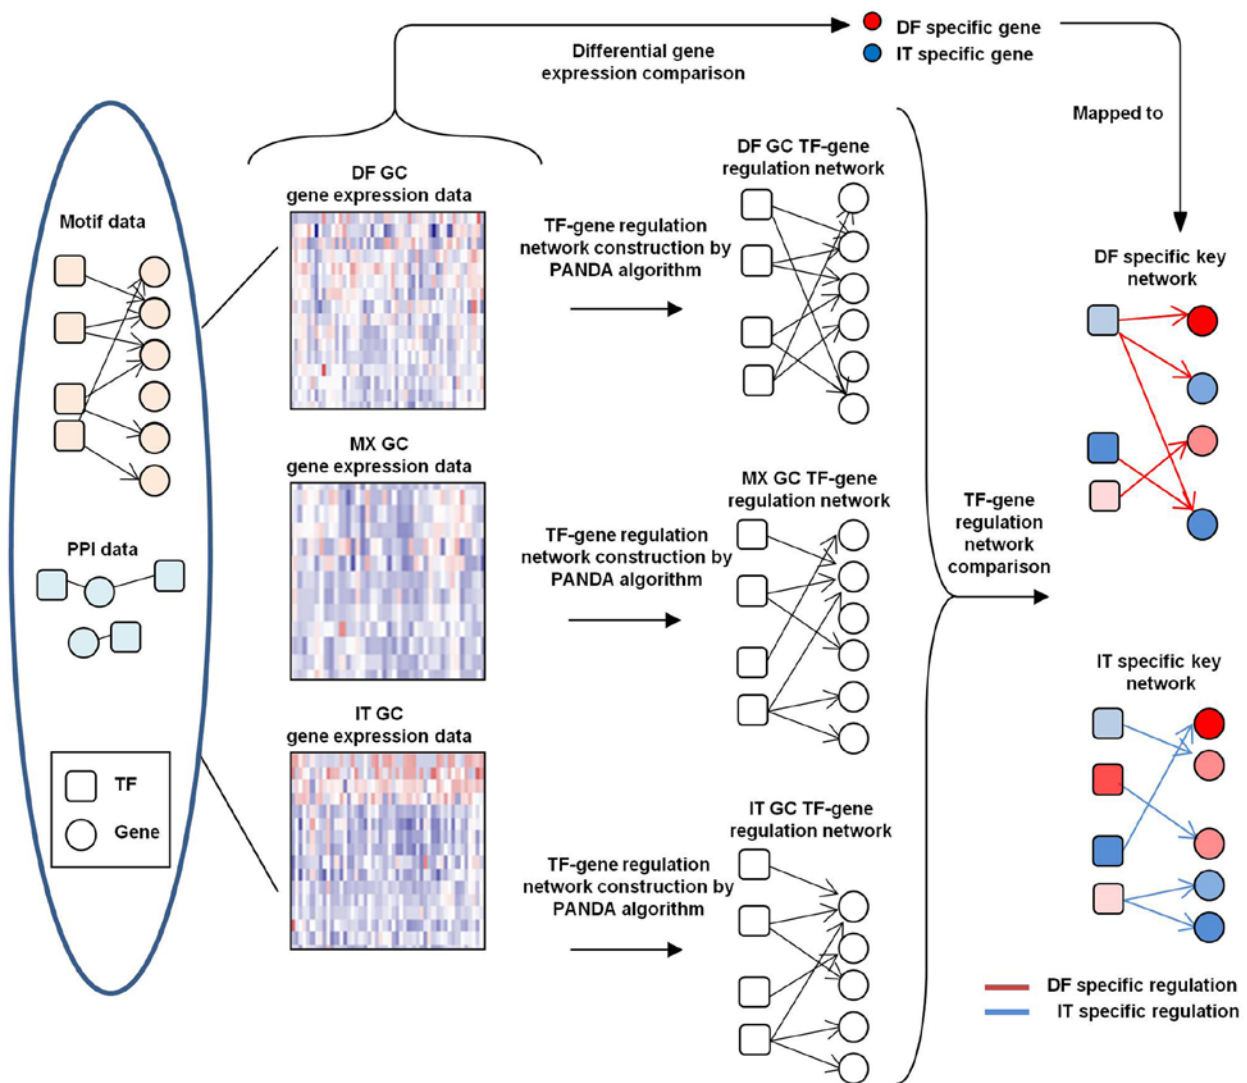 DF specific gene
IT specific gene
Differential gene
expression comparison
Mapped to
Motif data
PPI data
TF
Gene
DF GC
gene expression data
TF-gene regulation
network construction by
PANDA algorithm
DF GC TF-gene
regulation network
MX GC
gene expression data
TF-gene regulation
network construction by
PANDA algorithm
MX GC TF-gene
regulation network
IT GC
gene expression data
TF-gene regulation
network construction by
PANDA algorithm
IT GC TF-gene
regulation network
TF-gene
regulation
network
comparison
DF specific key
network
IT specific key
network
DF specific regulation
IT specific regulation